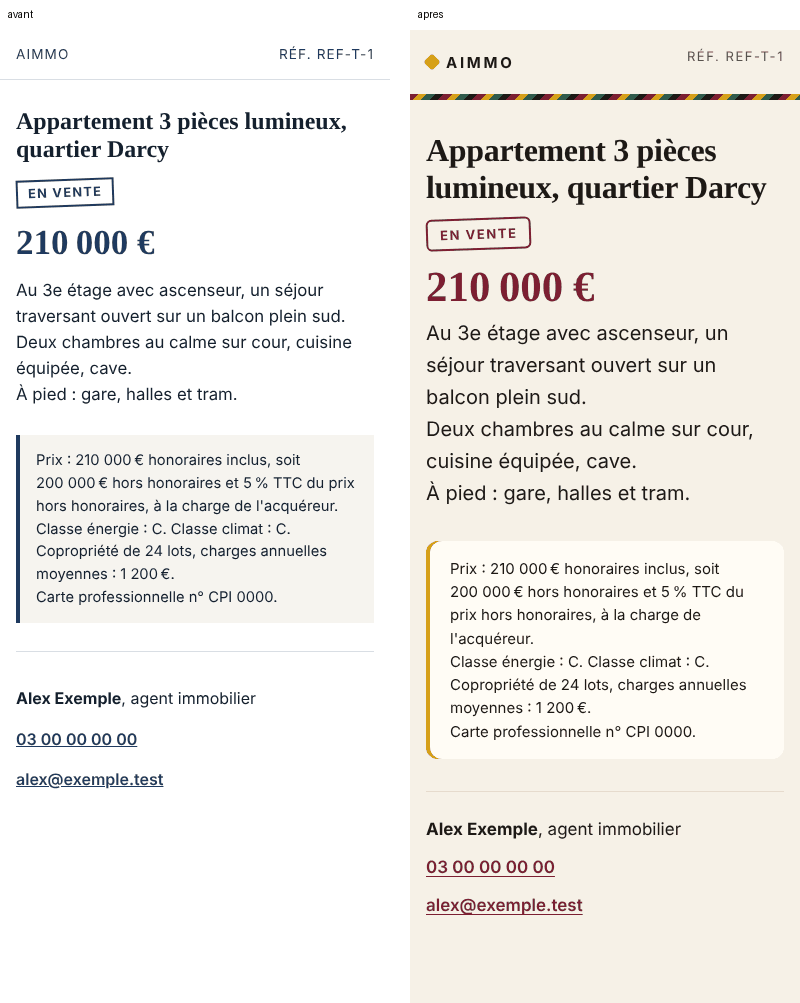 avant
AIMMO
RÉF. REF-T-1
Appartement 3 pièces lumineux,
quartier Darcy
EN VENTE
210 000 €
Au 3e étage avec ascenseur, un séjour
traversant ouvert sur un balcon plein sud.
Deux chambres au calme sur cour, cuisine
équipée, cave.
À pied : gare, halles et tram.
Prix : 210 000 € honoraires inclus, soit
200 000 € hors honoraires et 5 % TTC du prix
hors honoraires, à la charge de l'acquéreur.
Classe énergie : C. Classe climat : C.
Copropriété de 24 lots, charges annuelles
moyennes : 1 200 €.
Carte professionnelle n° CPI 0000.
Alex Exemple, agent immobilier
03 00 00 00 00
alex@exemple.test
apres
AIMMO
RÉF. REF-T-1
Appartement 3 pièces
lumineux, quartier Darcy
EN VENTE
210 000 €
Au 3e étage avec ascenseur, un
séjour traversant ouvert sur un
balcon plein sud.
Deux chambres au calme sur cour,
cuisine équipée, cave.
À pied : gare, halles et tram.
Prix : 210 000 € honoraires inclus, soit
200 000 € hors honoraires et 5 % TTC du
prix hors honoraires, à la charge de
l'acquéreur.
Classe énergie : C. Classe climat : C.
Copropriété de 24 lots, charges annuelles
moyennes : 1 200 €.
Carte professionnelle n° CPI 0000.
Alex Exemple, agent immobilier
03 00 00 00 00
alex@exemple.test